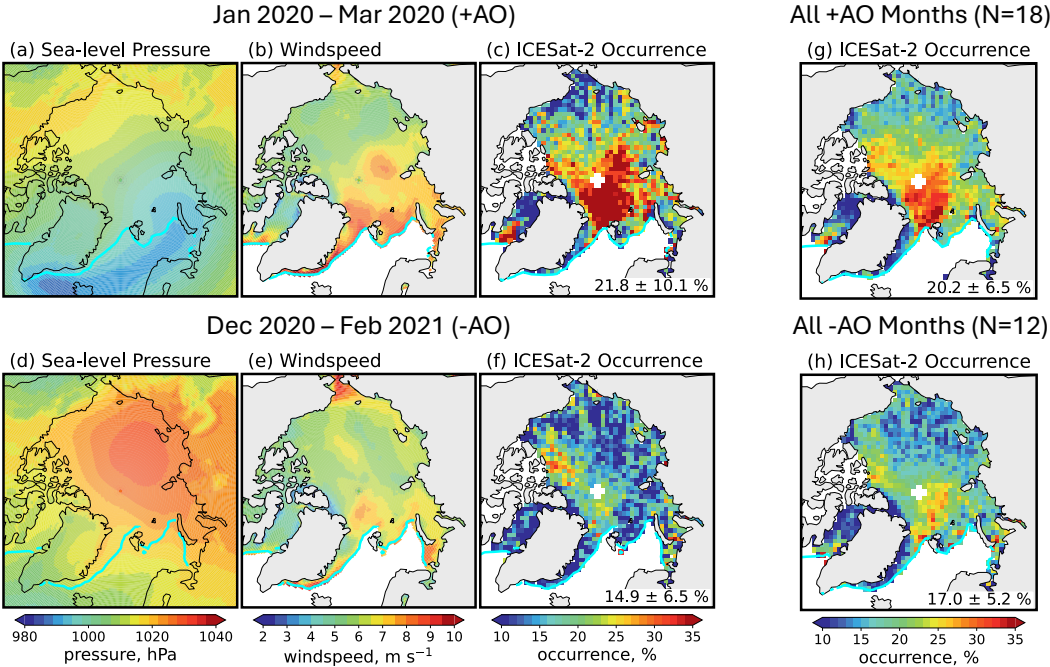 Jan 2020 – Mar 2020 (+AO)
All +AO Months (N=18)
(a) Sea-level Pressure
(b) Windspeed
(c) ICESat-2 Occurrence
(g) ICESat-2 Occurrence
21.8 ± 10.1 %
20.2 ± 6.5 %
Dec 2020 – Feb 2021 (-AO)
All -AO Months (N=12)
(d) Sea-level Pressure
(e) Windspeed
(f) ICESat-2 Occurrence
(h) ICESat-2 Occurrence
14.9 ± 6.5 %
17.0 ± 5.2 %
980 1000 1020 1040
pressure, hPa
2 3 4 5 6 7 8 9 10
windspeed, m s⁻¹
10 15 20 25 30 35
occurrence, %
10 15 20 25 30 35
occurrence, %